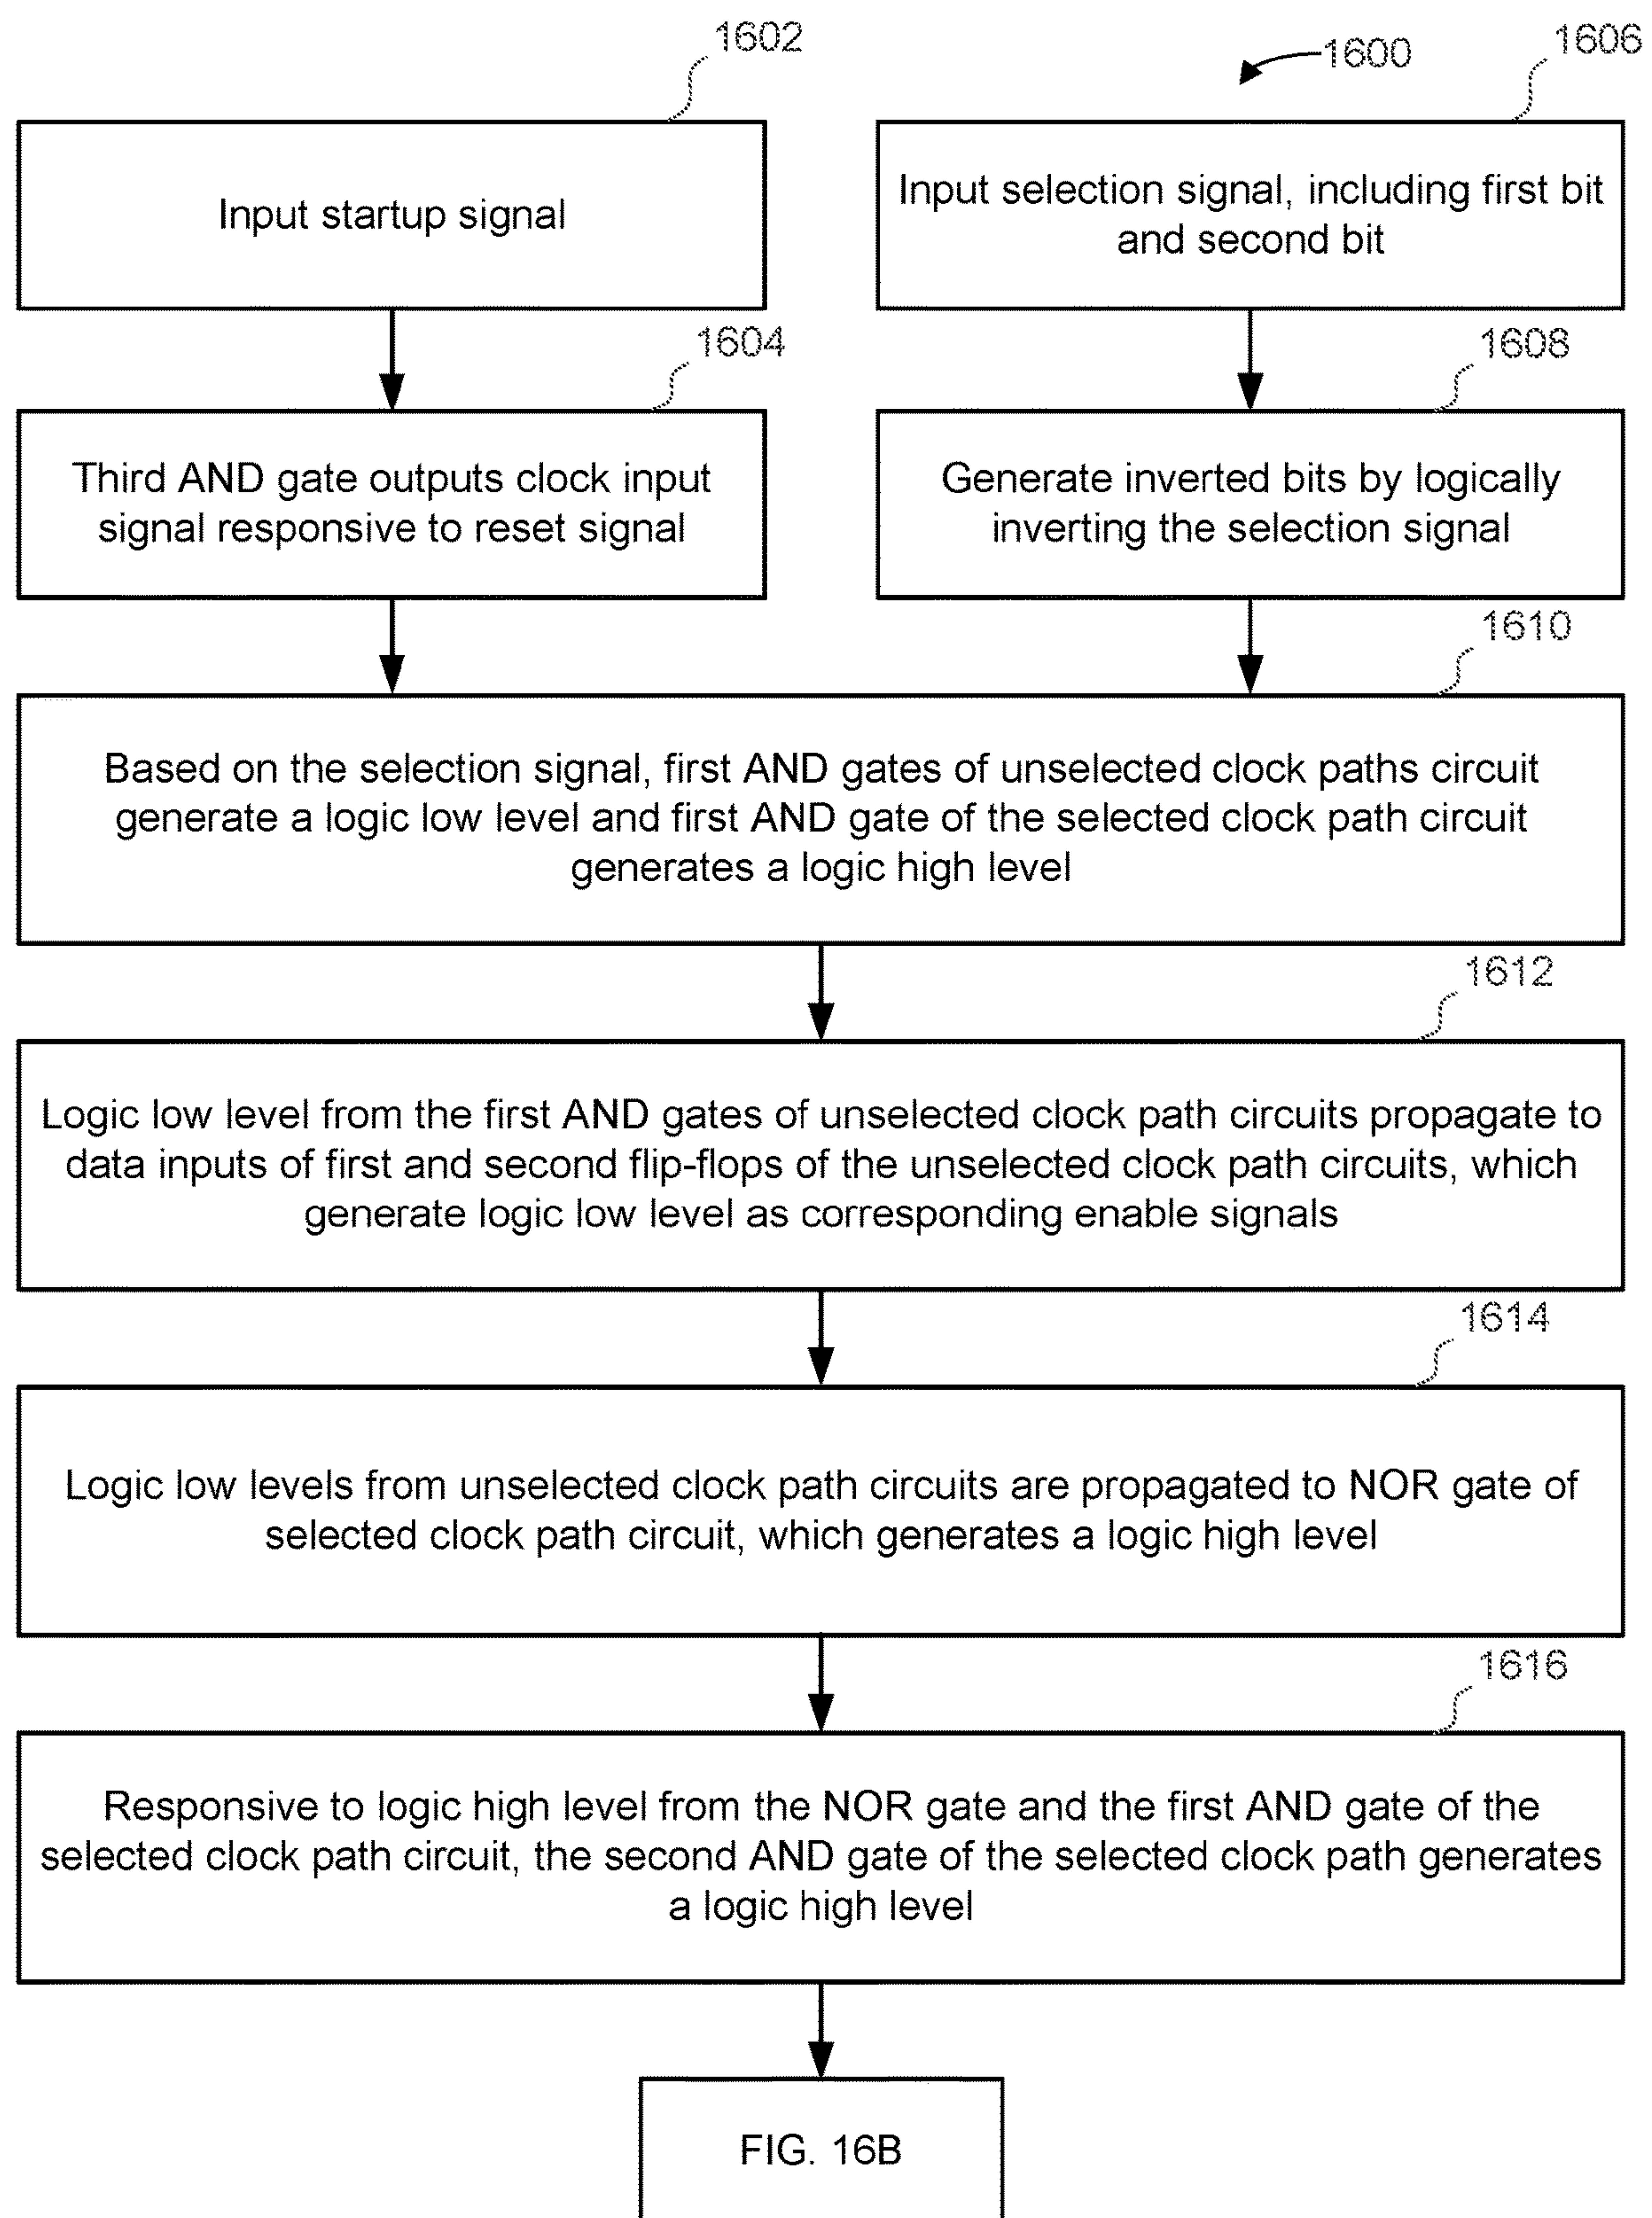 1602
1600
1606
Input startup signal
Input selection signal, including first bit
and second bit
1604
1608
Third AND gate outputs clock input
signal responsive to reset signal
Generate inverted bits by logically
inverting the selection signal
1610
Based on the selection signal, first AND gates of unselected clock paths circuit
generate a logic low level and first AND gate of the selected clock path circuit
generates a logic high level
1612
Logic low level from the first AND gates of unselected clock path circuits propagate to
data inputs of first and second flip-flops of the unselected clock path circuits, which
generate logic low level as corresponding enable signals
1614
Logic low levels from unselected clock path circuits are propagated to NOR gate of
selected clock path circuit, which generates a logic high level
1616
Responsive to logic high level from the NOR gate and the first AND gate of the
selected clock path circuit, the second AND gate of the selected clock path generates
a logic high level
FIG. 16B